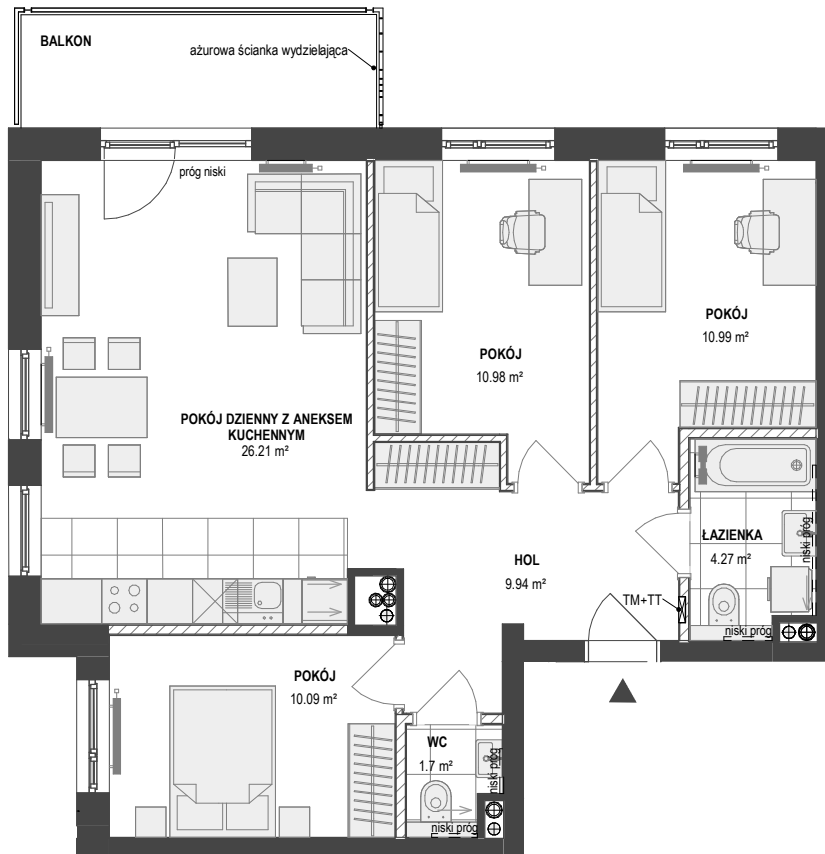 BALKON
ażurowa ścianka wydzielająca
próg niski
POKÓJ
10.99 m²
POKÓJ
10.98 m²
POKÓJ DZIENNY Z ANEKSEM
KUCHENNYM
26.21 m²
ŁAZIENKA
4.27 m²
niski próg
HOL
9.94 m²
TM+TT
niski próg
POKÓJ
10.09 m²
WC
1.7 m²
niski próg
niski próg